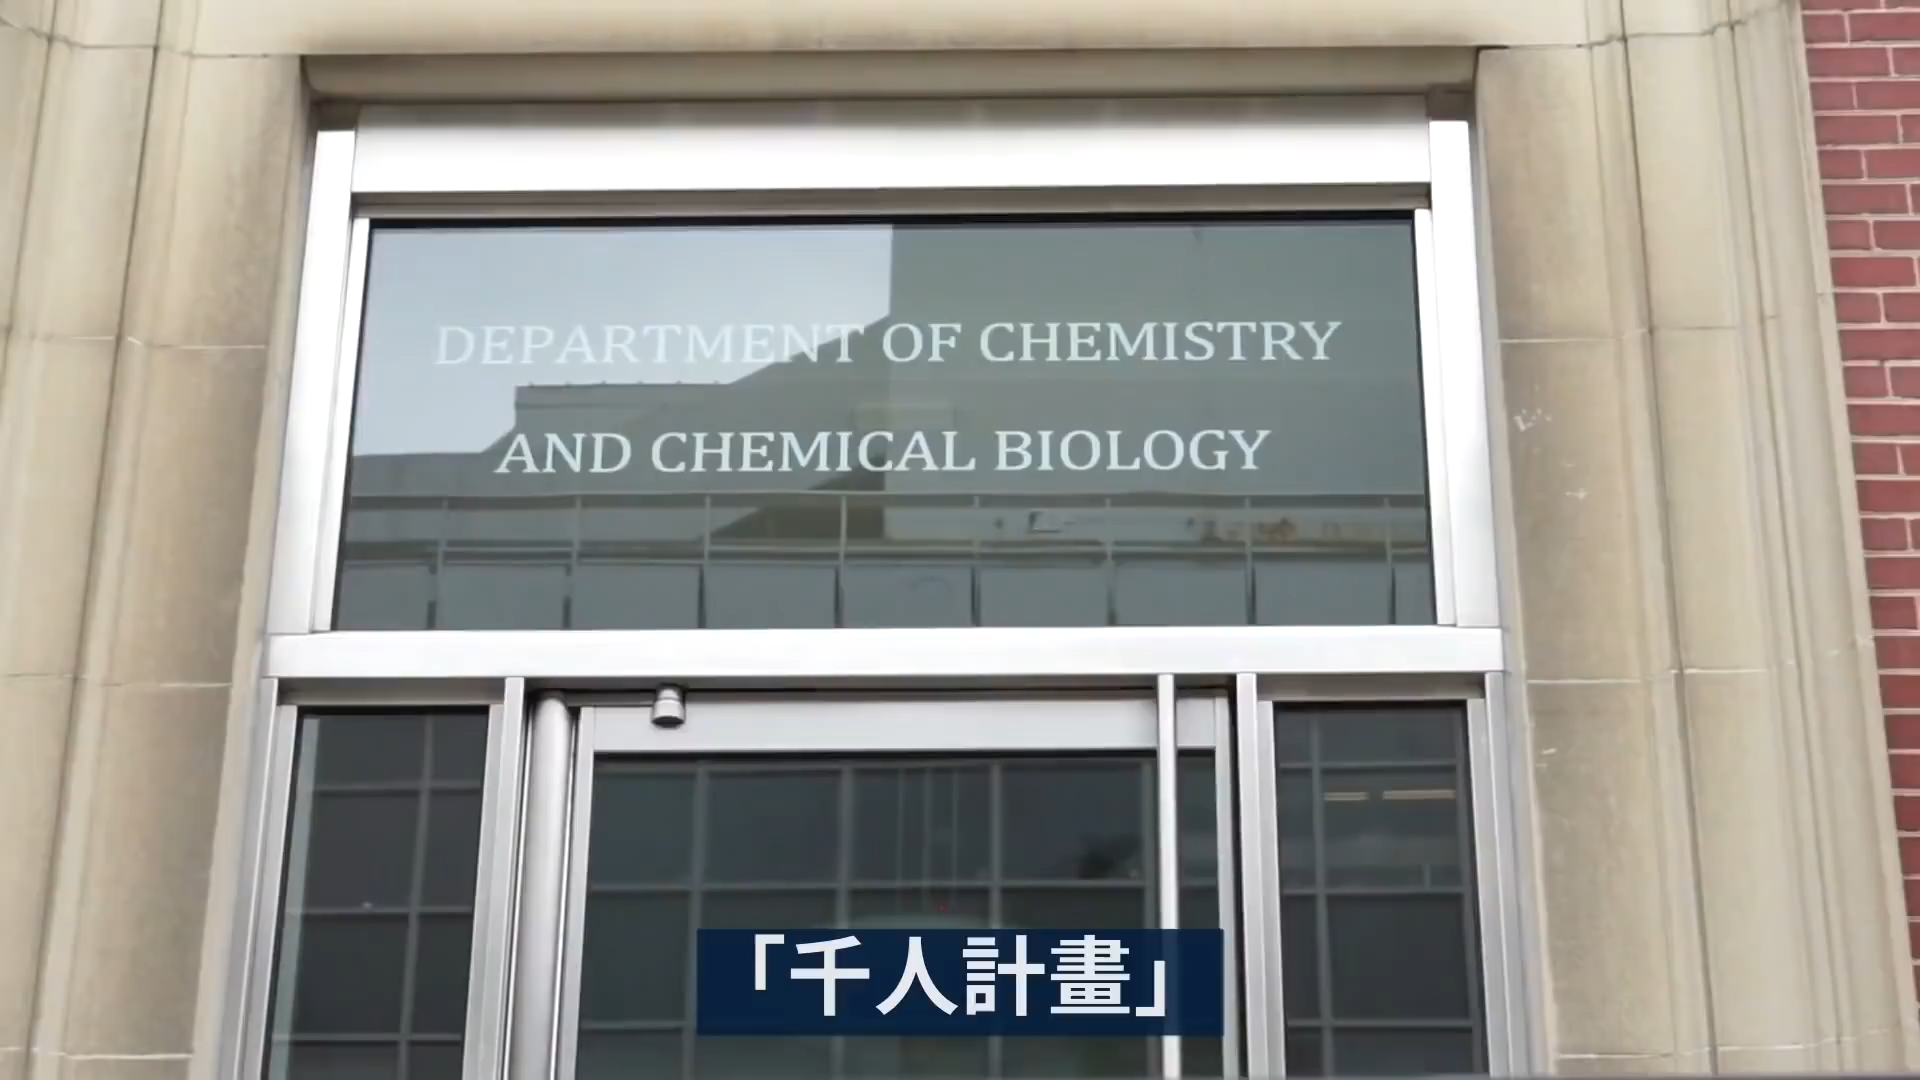 DEPARTMENT OF CHEMISTRY
AND CHEMICAL BIOLOGY
「千人計畫」